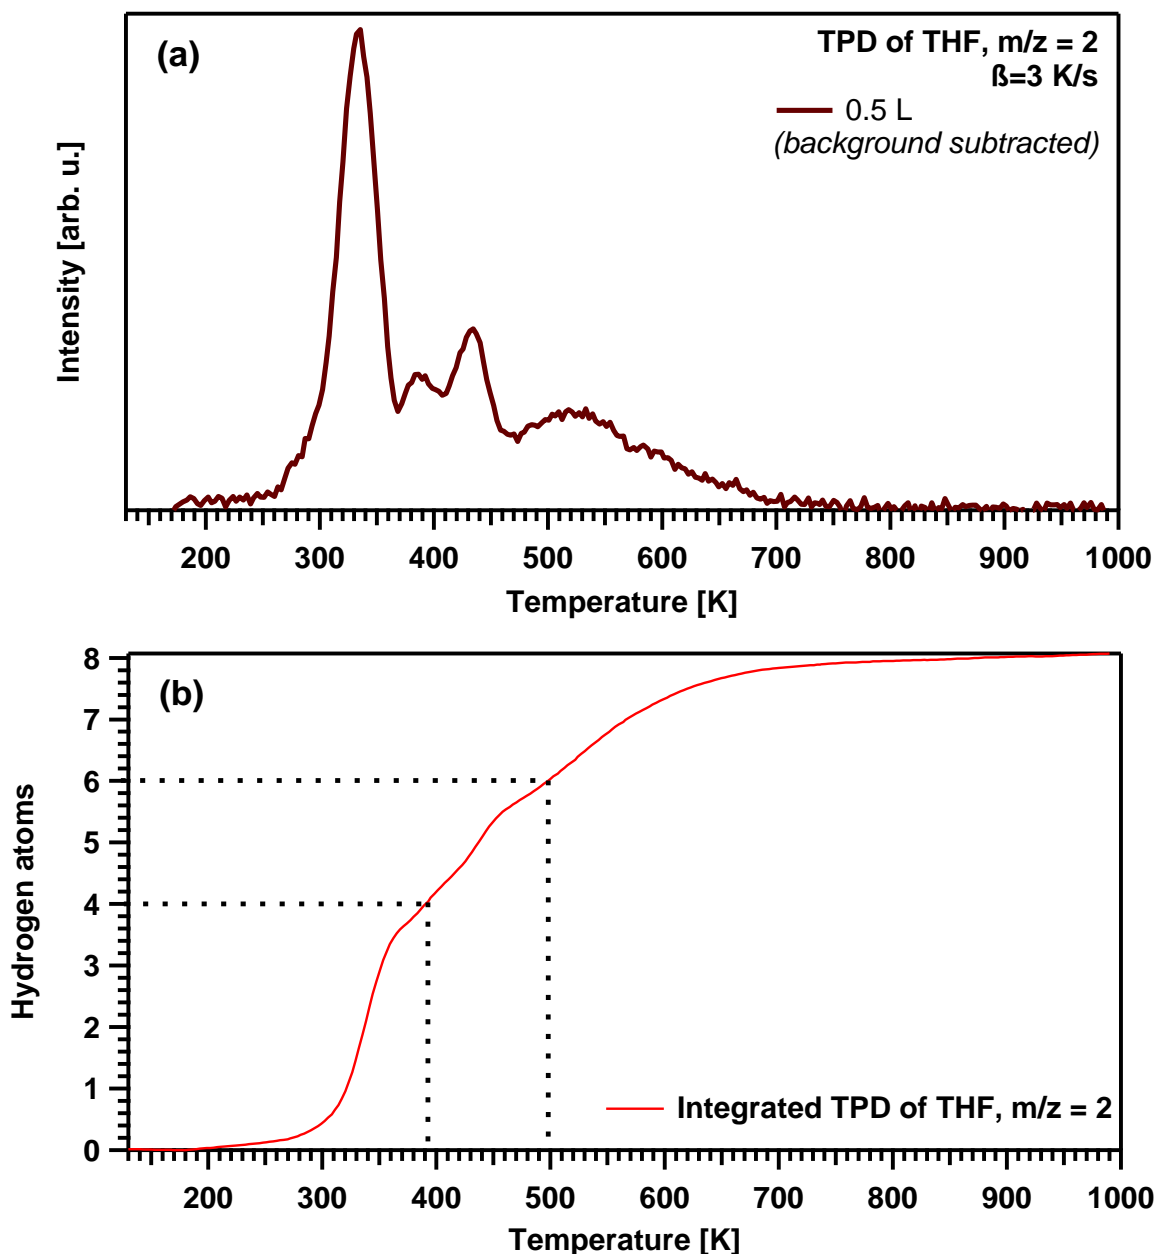 (a)
TPD of THF, m/z = 2
ß=3 K/s
0.5 L
(background subtracted)
Intensity [arb. u.]
200 300 400 500 600 700 800 900 1000
Temperature [K]
(b)
8
7
6
5
4
3
2
1
0
Hydrogen atoms
Integrated TPD of THF, m/z = 2
200 300 400 500 600 700 800 900 1000
Temperature [K]